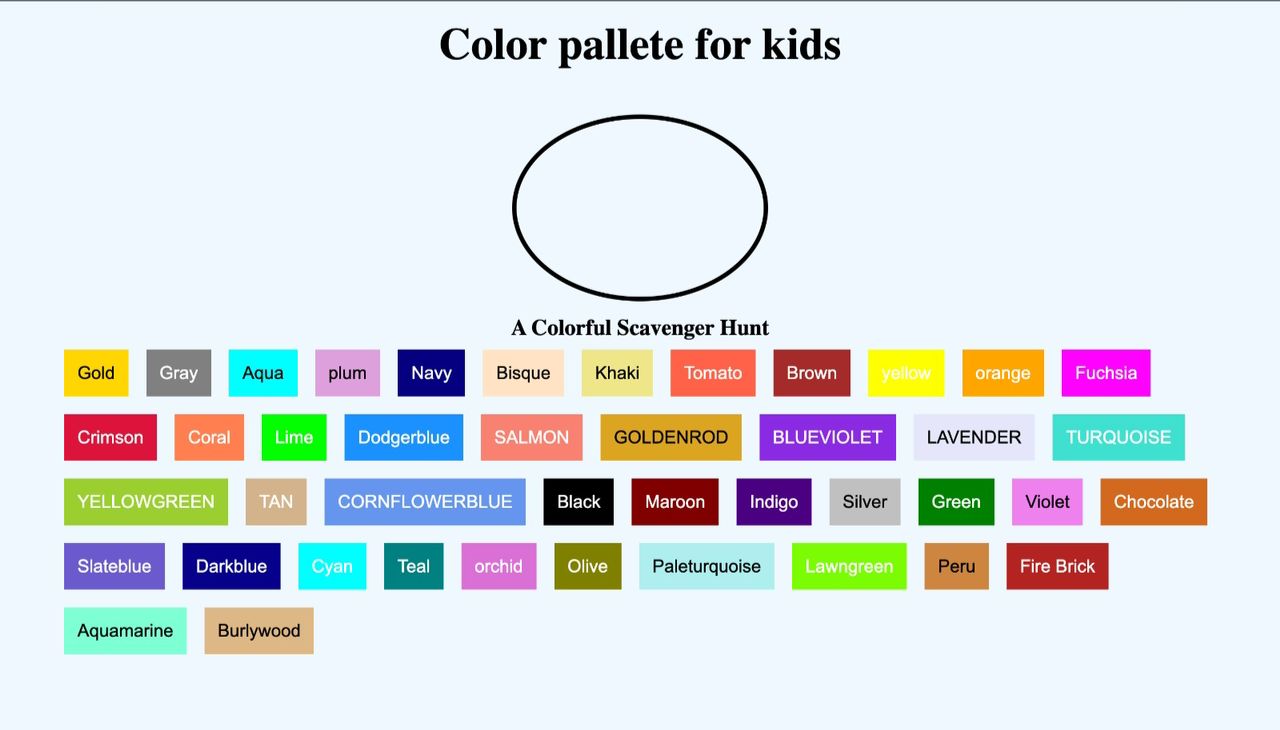 Color pallete for kids
A Colorful Scavenger Hunt
Gold Gray Aqua plum Navy Bisque Khaki Tomato Brown yellow orange Fuchsia
Crimson Coral Lime Dodgerblue SALMON GOLDENROD BLUEVIOLET LAVENDER TURQUOISE
YELLOWGREEN TAN CORNFLOWERBLUE Black Maroon Indigo Silver Green Violet Chocolate
Slateblue Darkblue Cyan Teal orchid Olive Paleturquoise Lawngreen Peru Fire Brick
Aquamarine Burlywood